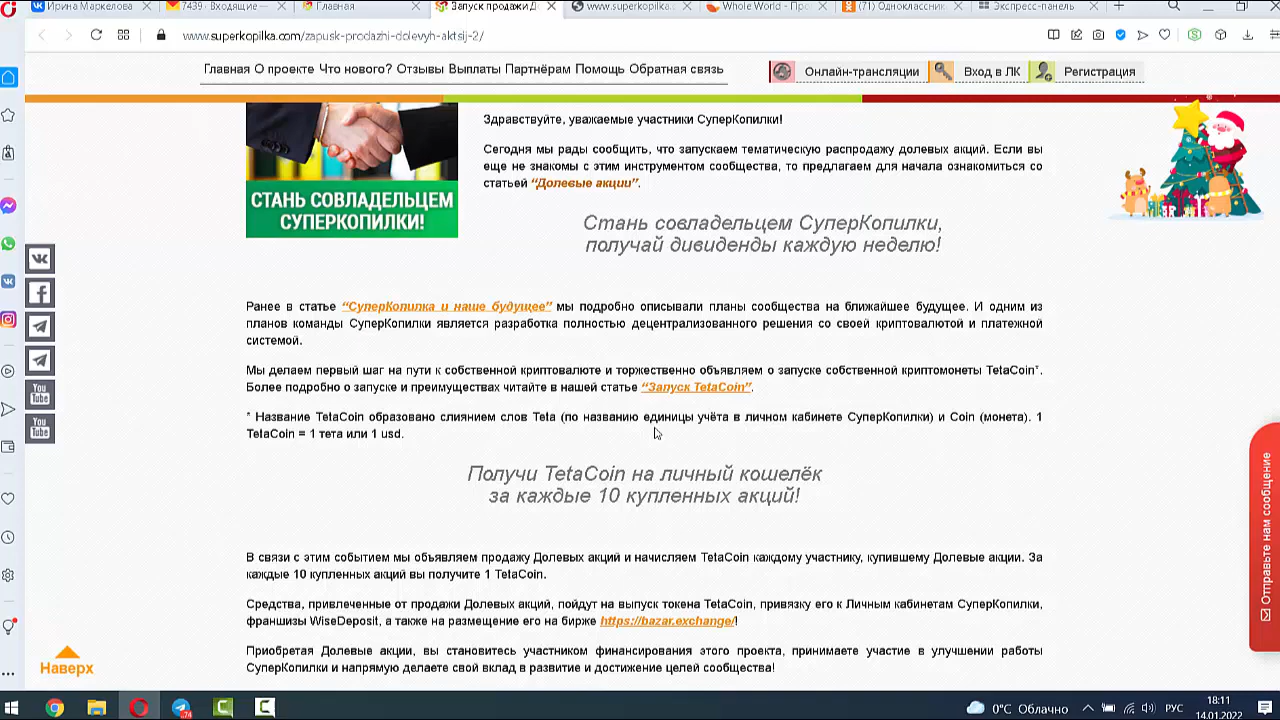 Ирина Маркелова
7439 · Входящие —
Главная
Запуск продажи До
www.superkopilka.c
Whole World - Про
(71) Одноклассник
Экспресс-панель
www.superkopilka.com/zapusk-prodazhi-dolevyh-aktsij-2/
Главная О проекте Что нового? Отзывы Выплаты Партнёрам Помощь Обратная связь
Онлайн-трансляции
Вход в ЛК
Регистрация
СТАНЬ СОВЛАДЕЛЬЦЕМ
СУПЕРКОПИЛКИ!
Здравствуйте, уважаемые участники СуперКопилки!
Сегодня мы рады сообщить, что запускаем тематическую распродажу долевых акций. Если вы
еще не знакомы с этим инструментом сообщества, то предлагаем для начала ознакомиться со
статьей “Долевые акции”.
Стань совладельцем СуперКопилки,
получай дивиденды каждую неделю!
Ранее в статье “СуперКопилка и наше будущее” мы подробно описывали планы сообщества на ближайшее будущее. И одним из
планов команды СуперКопилки является разработка полностью децентрализованного решения со своей криптовалютой и платежной
системой.
Мы делаем первый шаг на пути к собственной криптовалюте и торжественно объявляем о запуске собственной криптомонеты TetaCoin*.
Более подробно о запуске и преимуществах читайте в нашей статье “Запуск TetaCoin”.
* Название TetaCoin образовано слиянием слов Teta (по названию единицы учёта в личном кабинете СуперКопилки) и Coin (монета). 1
TetaCoin = 1 тета или 1 usd.
Получи TetaCoin на личный кошелёк
за каждые 10 купленных акций!
В связи с этим событием мы объявляем продажу Долевых акций и начисляем TetaCoin каждому участнику, купившему Долевые акции. За
каждые 10 купленных акций вы получите 1 TetaCoin.
Средства, привлеченные от продажи Долевых акций, пойдут на выпуск токена TetaCoin, привязку его к Личным кабинетам СуперКопилки,
франшизы WiseDeposit, а также на размещение его на бирже https://bazar.exchange/!
Приобретая Долевые акции, вы становитесь участником финансирования этого проекта, принимаете участие в улучшении работы
СуперКопилки и напрямую делаете свой вклад в развитие и достижение целей сообщества!
You
Tube
You
Tube
Наверх
Отправьте нам сообщение
74
0°C Облачно
РУС
18:11
14.01.2022